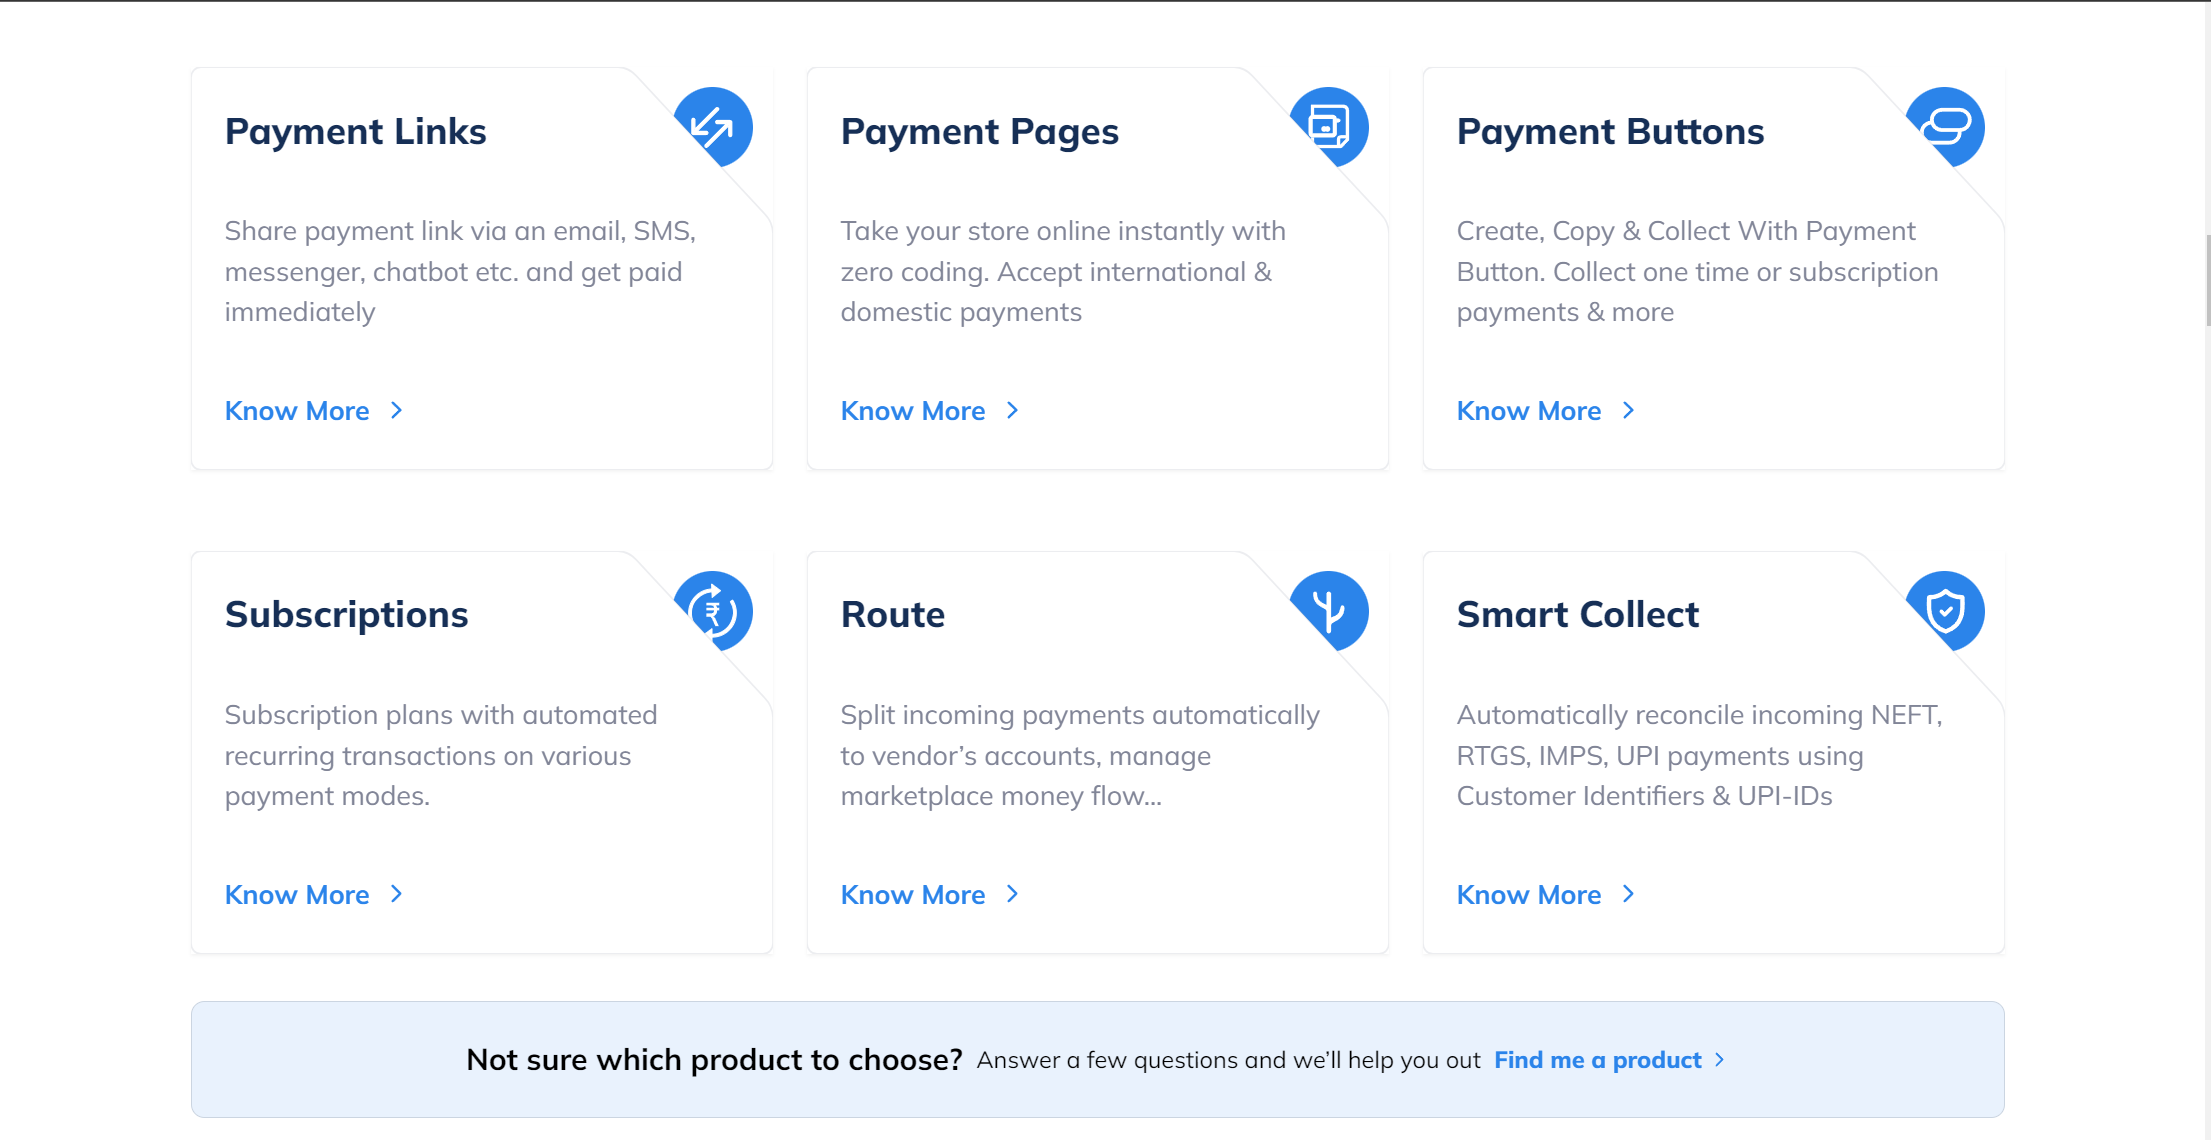 Payment Links
Share payment link via an email, SMS,
messenger, chatbot etc. and get paid
immediately
Know More
Payment Pages
Take your store online instantly with
zero coding. Accept international &
domestic payments
Know More
Payment Buttons
Create, Copy & Collect With Payment
Button. Collect one time or subscription
payments & more
Know More
Subscriptions
₹
Subscription plans with automated
recurring transactions on various
payment modes.
Know More
Route
Split incoming payments automatically
to vendor’s accounts, manage
marketplace money flow...
Know More
Smart Collect
Automatically reconcile incoming NEFT,
RTGS, IMPS, UPI payments using
Customer Identifiers & UPI-IDs
Know More
Not sure which product to choose? Answer a few questions and we’ll help you out Find me a product